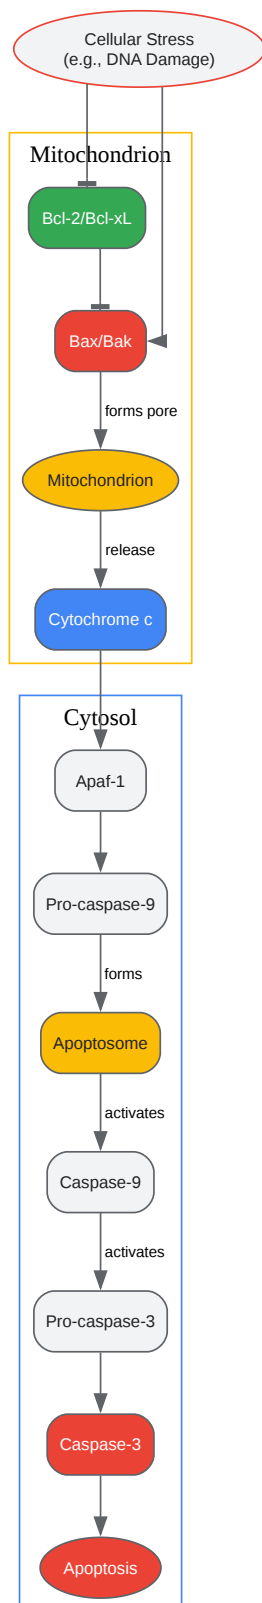 Cellular Stress
(e.g., DNA Damage)
Mitochondrion
Bcl-2/Bcl-xL
Bax/Bak
forms pore
Mitochondrion
release
Cytochrome c
Cytosol
Apaf-1
Pro-caspase-9
forms
Apoptosome
activates
Caspase-9
activates
Pro-caspase-3
Caspase-3
Apoptosis